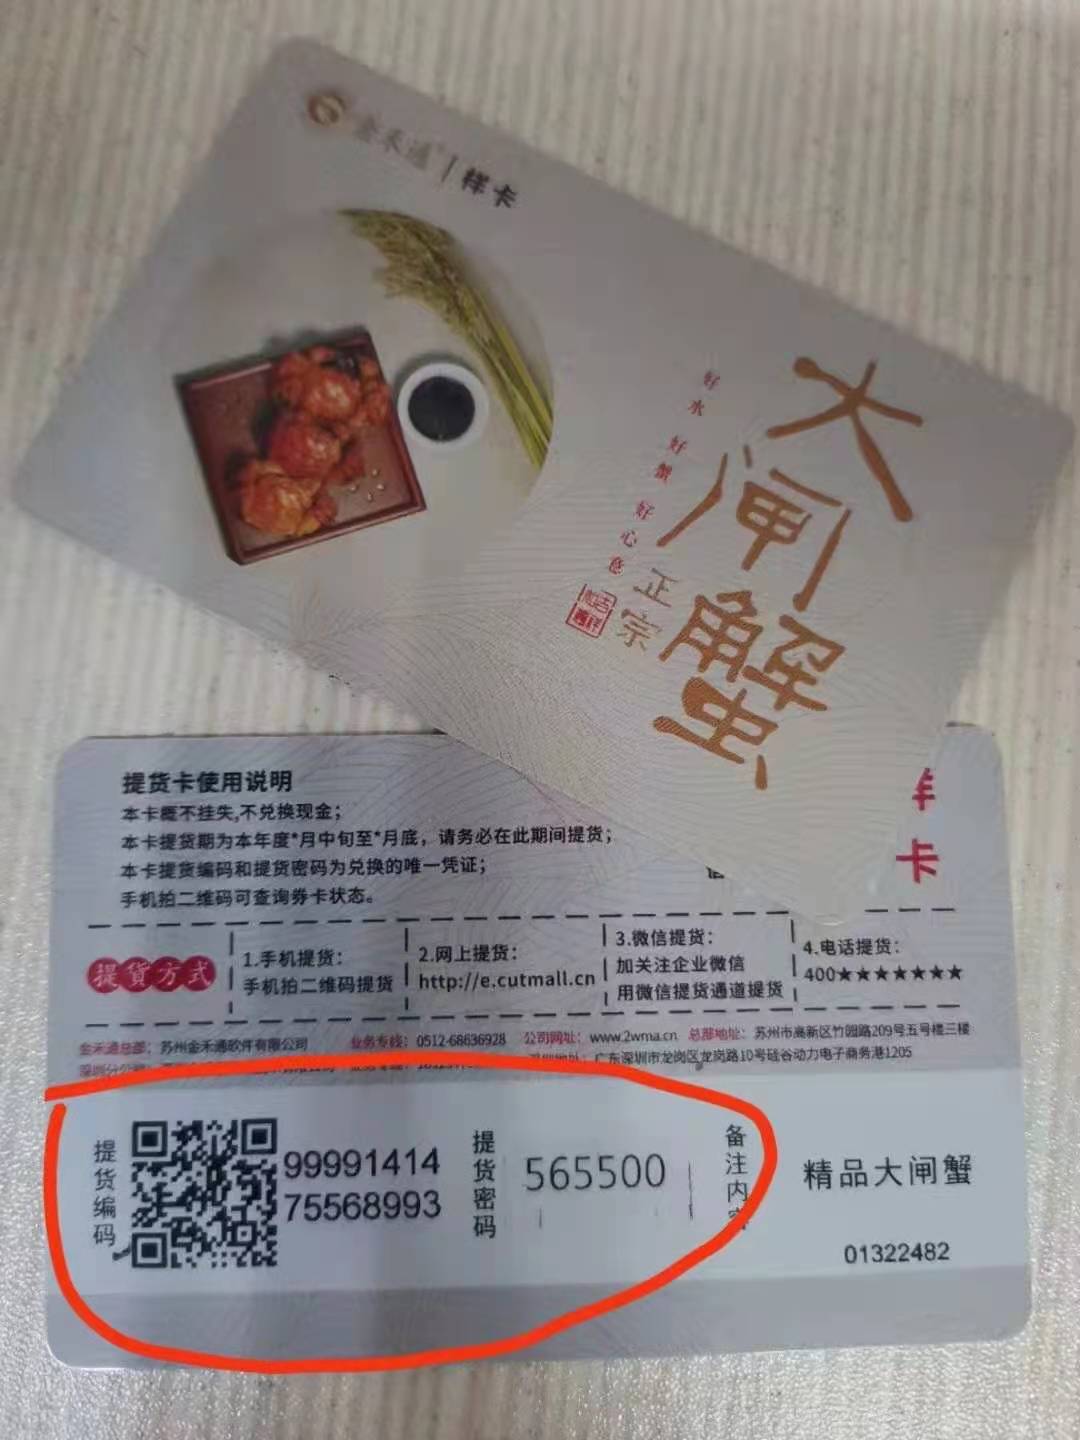 金禾通 | 样卡
大闸蟹
正宗
好水 好蟹 好心意
吉祥如意
样卡
提货卡使用说明
本卡概不挂失,不兑换现金；
本卡提货期为本年度*月中旬至*月底，请务必在此期间提货；
本卡提货编码和提货密码为兑换的唯一凭证；
手机拍二维码可查询券卡状态。
提貨方式
1.手机提货：
手机拍二维码提货
2.网上提货：
http://e.cutmall.cn
3.微信提货：
加关注企业微信
用微信提货通道提货
4.电话提货：
400★★★★★★★
金禾通总部：苏州金禾通软件有限公司 业务专线：0512-68636928 公司网址：www.2wma.cn 总部地址：苏州市高新区竹园路209号五号楼三楼
深圳分公司： 广东深圳市龙岗区龙岗路10号硅谷动力电子商务港1205
提货编码
99991414
75568993
提货密码
565500
备注内容
精品大闸蟹
01322482